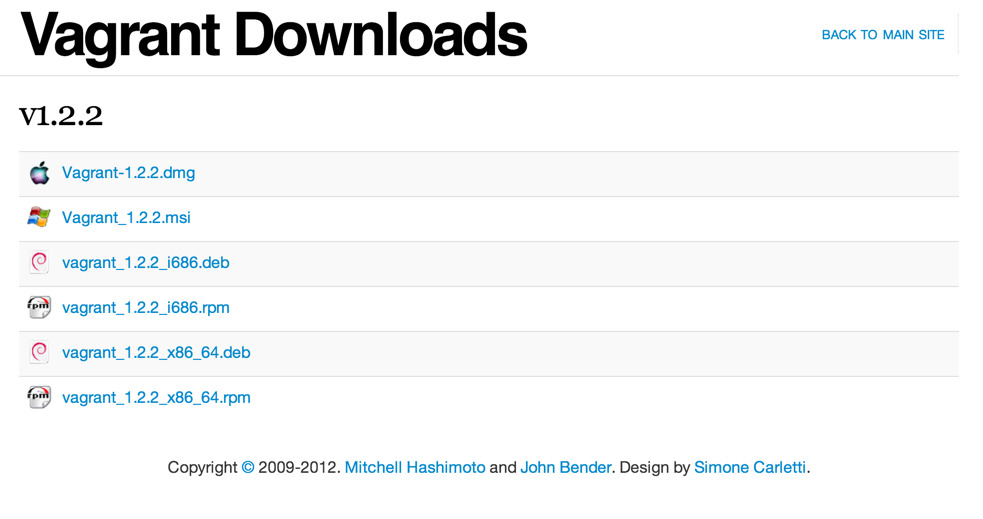 Vagrant Downloads
BACK TO MAIN SITE
v1.2.2
Vagrant-1.2.2.dmg
Vagrant_1.2.2.msi
vagrant_1.2.2_i686.deb
rpm
vagrant_1.2.2_i686.rpm
vagrant_1.2.2_x86_64.deb
rpm
vagrant_1.2.2_x86_64.rpm
Copyright © 2009-2012. Mitchell Hashimoto and John Bender. Design by Simone Carletti.